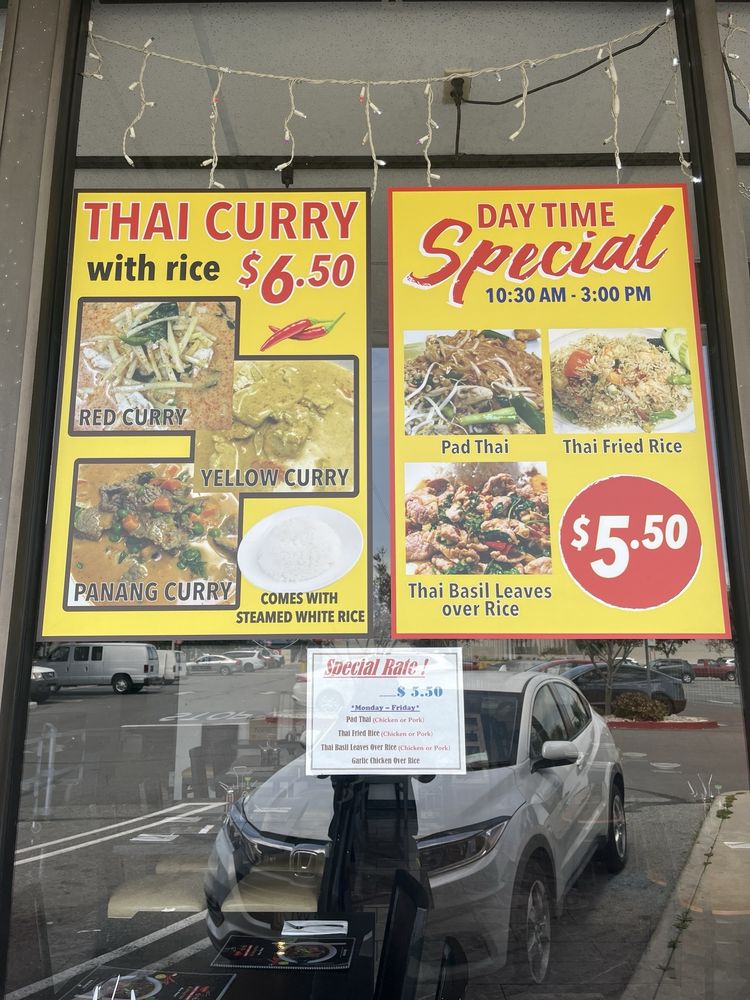 THAI CURRY
with rice $6.50
RED CURRY
YELLOW CURRY
PANANG CURRY
COMES WITH
STEAMED WHITE RICE
DAY TIME
Special
10:30 AM - 3:00 PM
Pad Thai
Thai Fried Rice
Thai Basil Leaves
over Rice
$5.50
Special Rate !
$ 5.50
*Monday – Friday*
Pad Thai (Chicken or Pork)
Thai Fried Rice (Chicken or Pork)
Thai Basil Leaves Over Rice (Chicken or Pork)
Garlic Chicken Over Rice